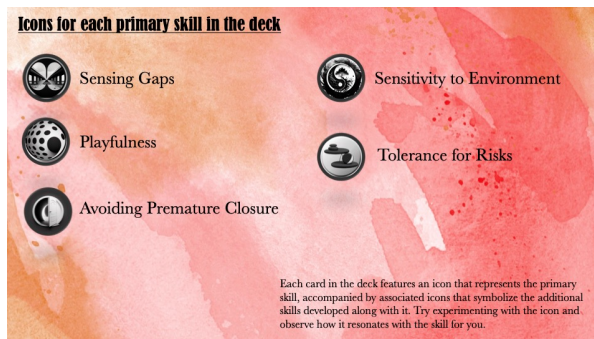 Icons for each primary skill in the deck
Sensing Gaps
Playfulness
Avoiding Premature Closure
Sensitivity to Environment
Tolerance for Risks
Each card in the deck features an icon that represents the primary
skill, accompanied by associated icons that symbolize the additional
skills developed along with it. Try experimenting with the icon and
observe how it resonates with the skill for you.